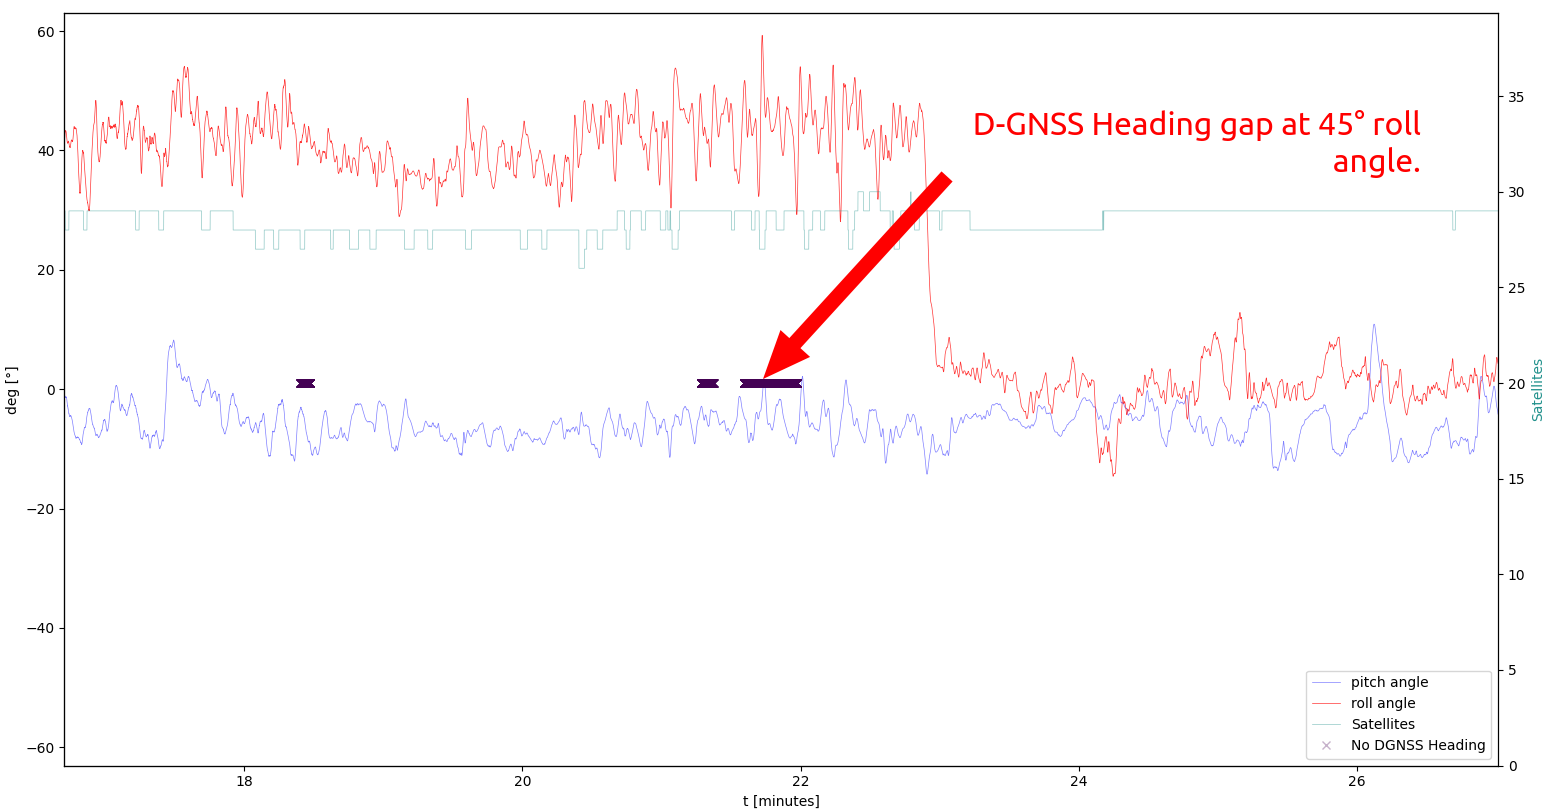 60
40
20
0
−20
−40
−60
deg [°]
18
20
22
24
26
t [minutes]
35
30
25
20
15
10
5
0
Satellites
D-GNSS Heading gap at 45° roll
angle.
pitch angle
roll angle
Satellites
No DGNSS Heading